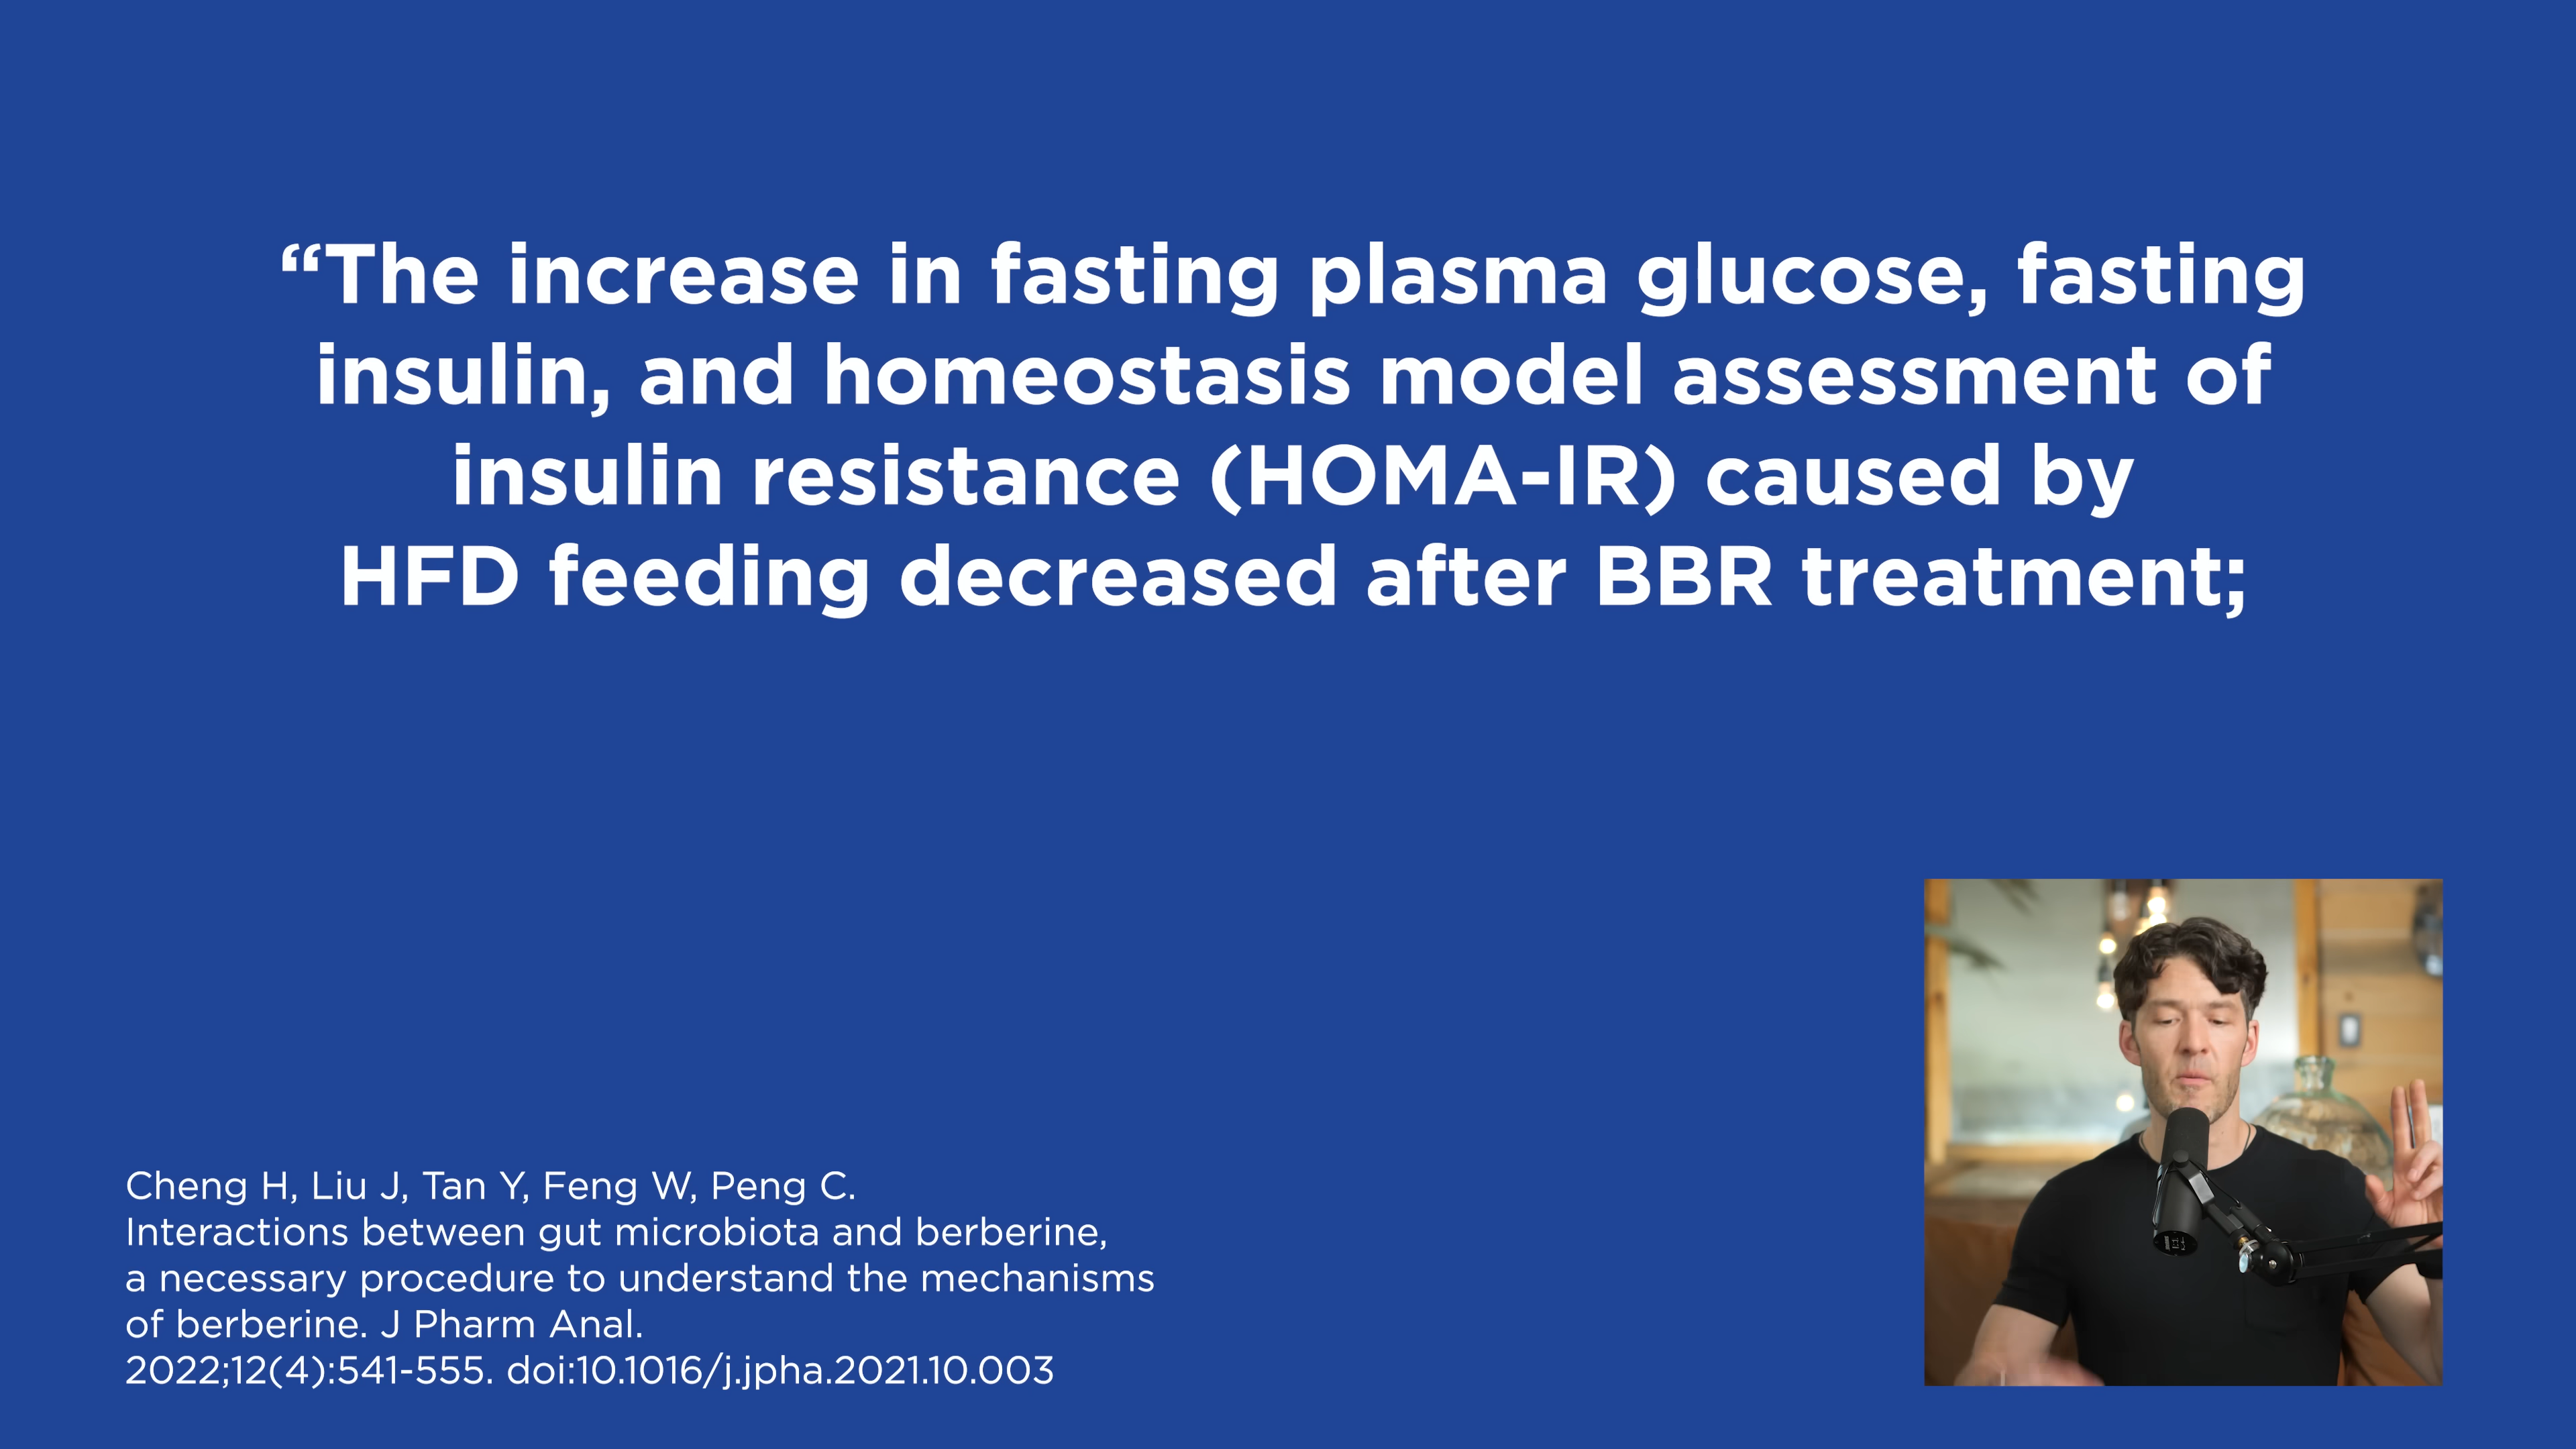 “The increase in fasting plasma glucose, fasting
insulin, and homeostasis model assessment of
insulin resistance (HOMA-IR) caused by
HFD feeding decreased after BBR treatment;
Cheng H, Liu J, Tan Y, Feng W, Peng C.
Interactions between gut microbiota and berberine,
a necessary procedure to understand the mechanisms
of berberine. J Pharm Anal.
2022;12(4):541-555. doi:10.1016/j.jpha.2021.10.003